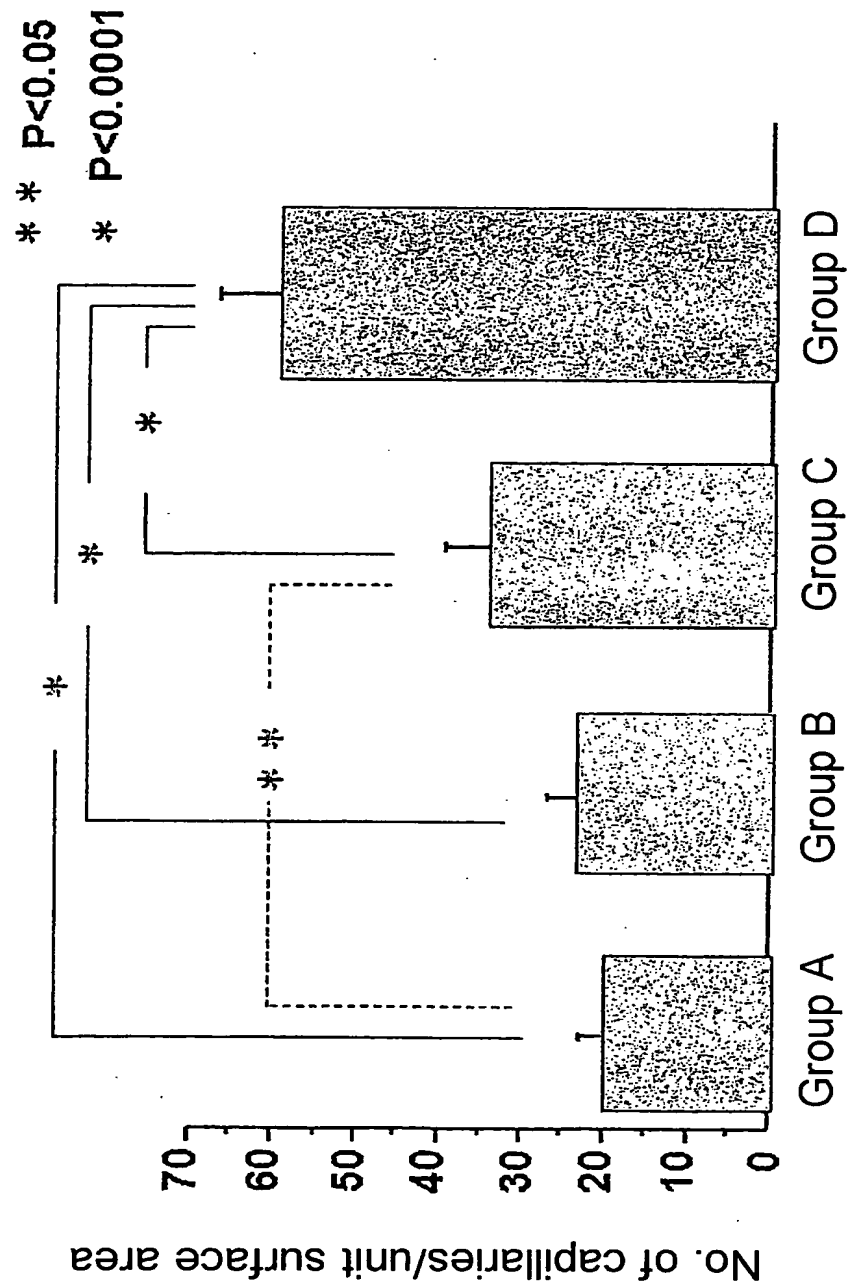 * * P<0.05
* P<0.0001
*
*
*
* *
No. of capillaries/unit surface area
70
60
50
40
30
20
10
0
Group A
Group B
Group C
Group D